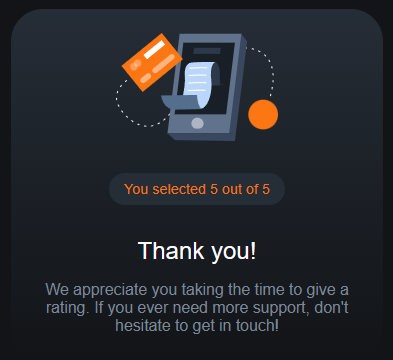 You selected 5 out of 5
Thank you!
We appreciate you taking the time to give a
rating. If you ever need more support, don't
hesitate to get in touch!